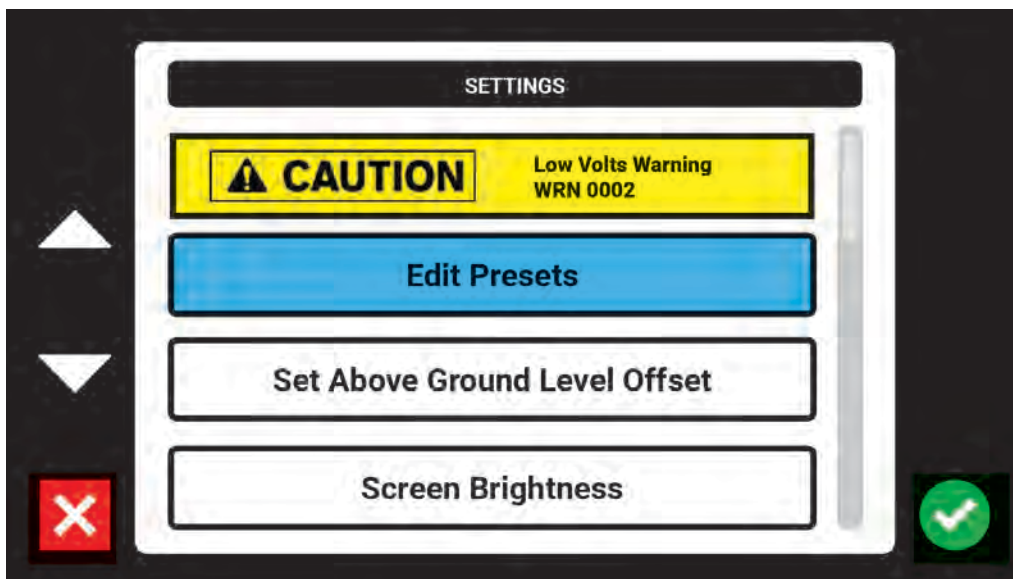 SETTINGS
CAUTION
Low Volts Warning
WRN 0002
Edit Presets
Set Above Ground Level Offset
Screen Brightness